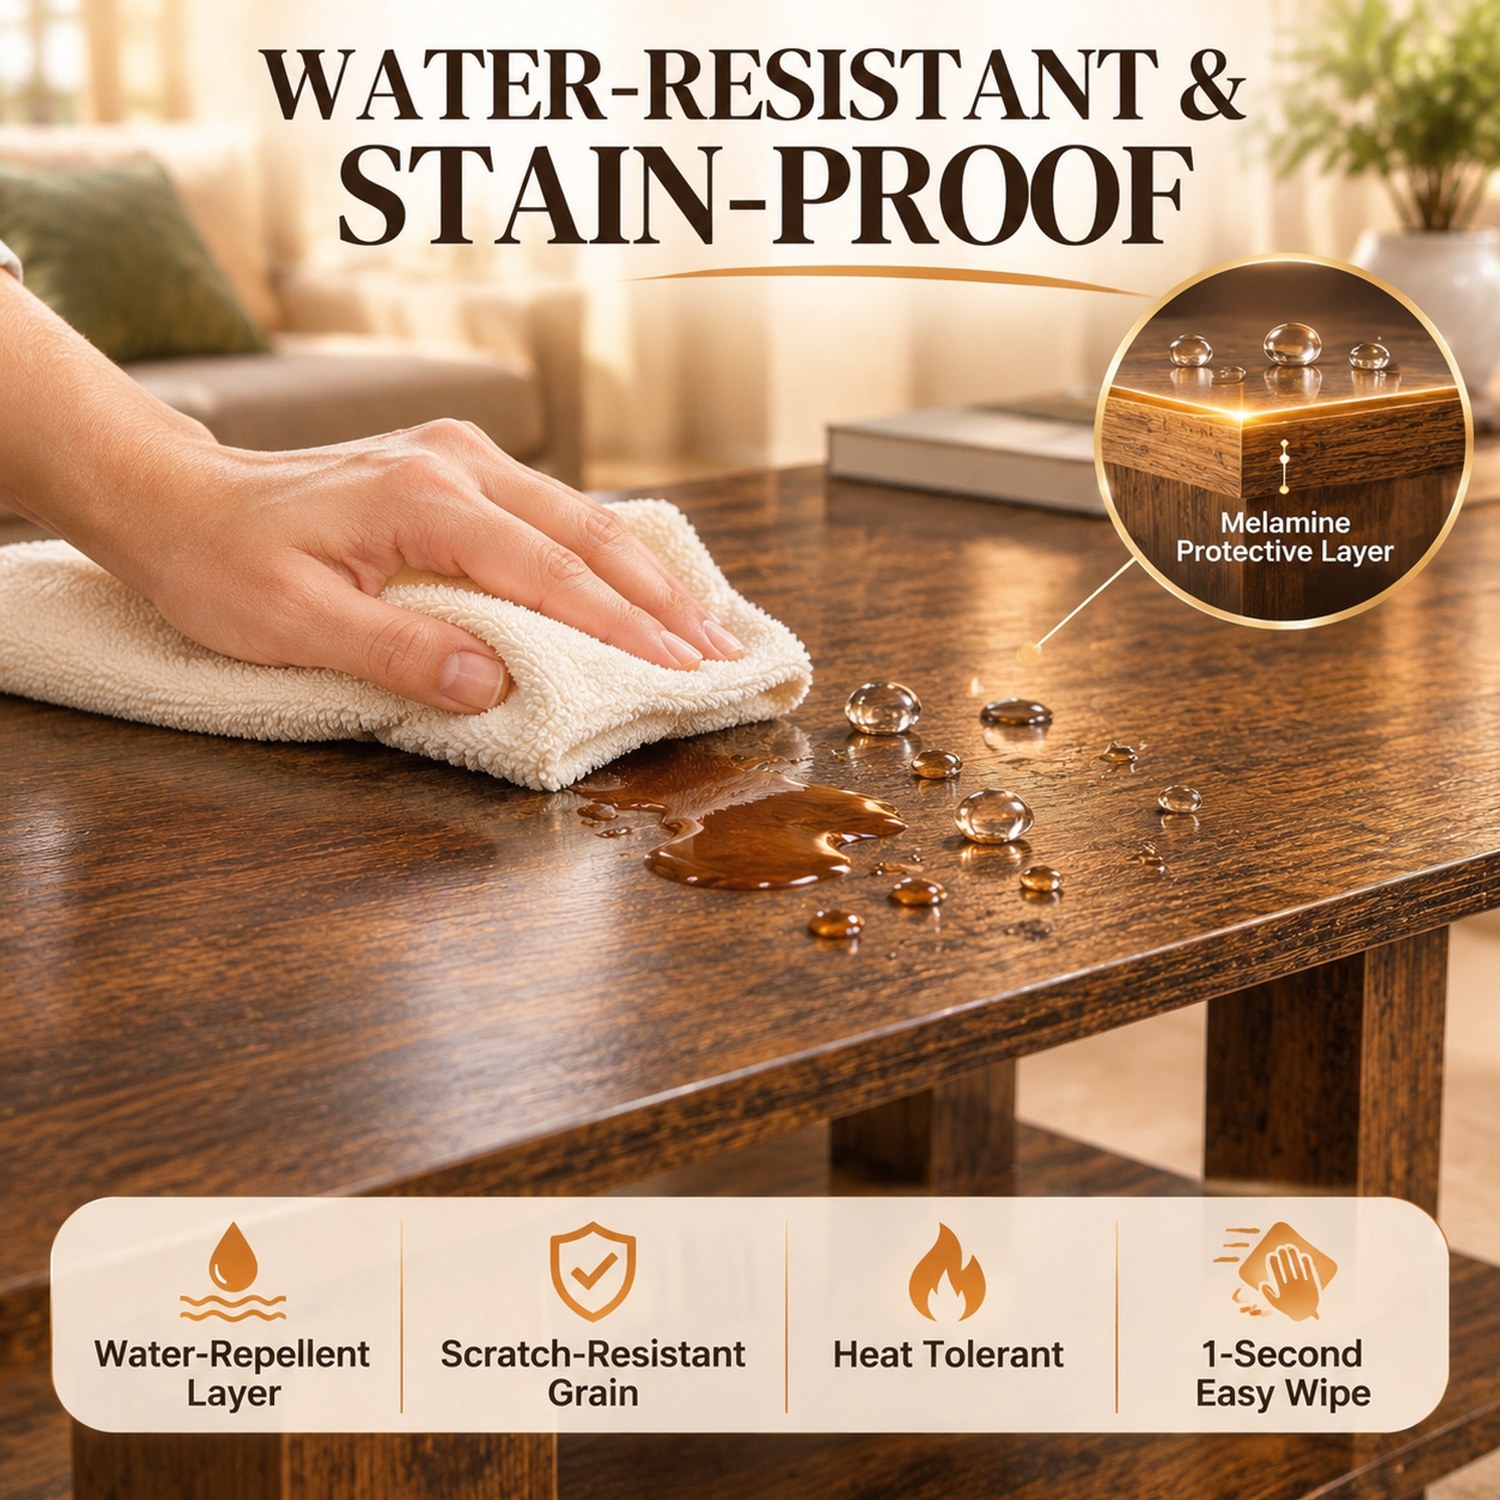 WATER-RESISTANT &
STAIN-PROOF
Melamine
Protective Layer
Water-Repellent
Layer
Scratch-Resistant
Grain
Heat Tolerant
1-Second
Easy Wipe